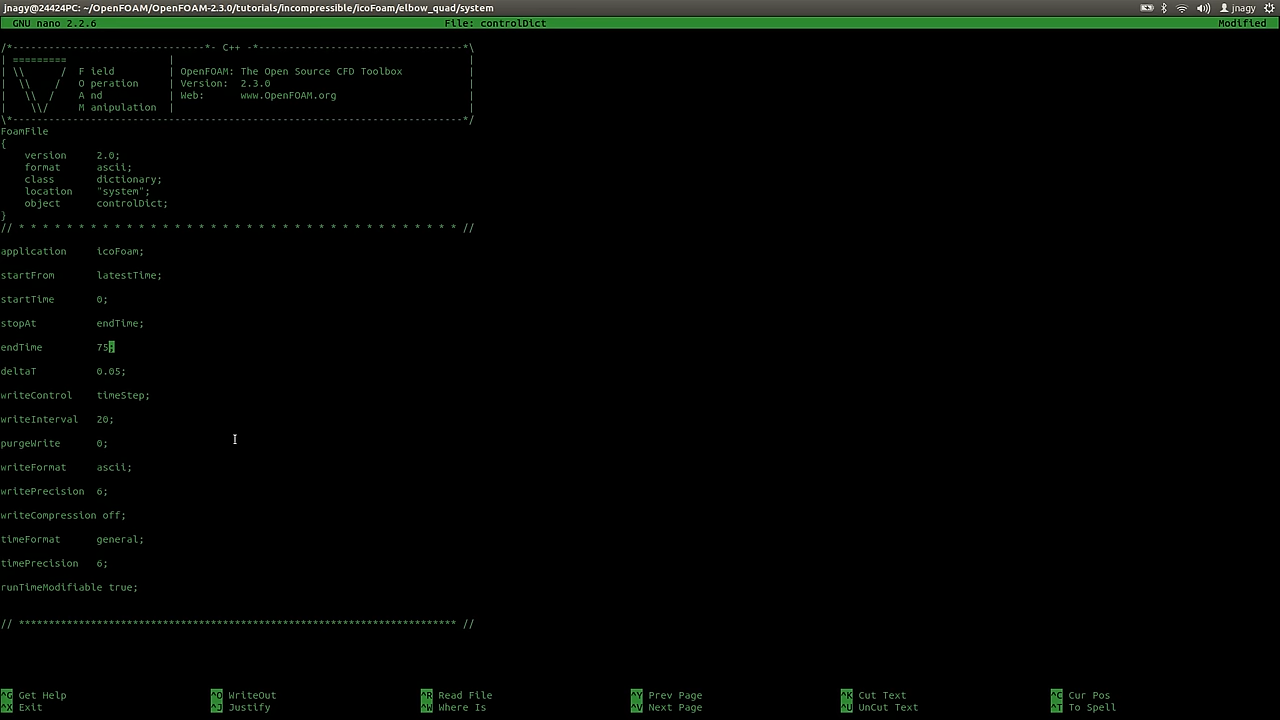 jnagy@24424PC: ~/OpenFOAM/OpenFOAM-2.3.0/tutorials/incompressible/icoFoam/elbow_quad/system
jnagy
GNU nano 2.2.6 File: controlDict Modified
/*--------------------------------*- C++ -*----------------------------------*\
| ========= | |
| \\ / F ield | OpenFOAM: The Open Source CFD Toolbox |
| \\ / O peration | Version: 2.3.0 |
| \\ / A nd | Web: www.OpenFOAM.org |
| \\/ M anipulation | |
\*---------------------------------------------------------------------------*/
FoamFile
{
version 2.0;
format ascii;
class dictionary;
location "system";
object controlDict;
}
// * * * * * * * * * * * * * * * * * * * * * * * * * * * * * * * * * * * * * //
application icoFoam;
startFrom latestTime;
startTime 0;
stopAt endTime;
endTime 75;
deltaT 0.05;
writeControl timeStep;
writeInterval 20;
purgeWrite 0;
writeFormat ascii;
writePrecision 6;
writeCompression off;
timeFormat general;
timePrecision 6;
runTimeModifiable true;
// ************************************************************************* //
^G Get Help ^O WriteOut ^R Read File ^Y Prev Page ^K Cut Text ^C Cur Pos
^X Exit ^J Justify ^W Where Is ^V Next Page ^U UnCut Text ^T To Spell